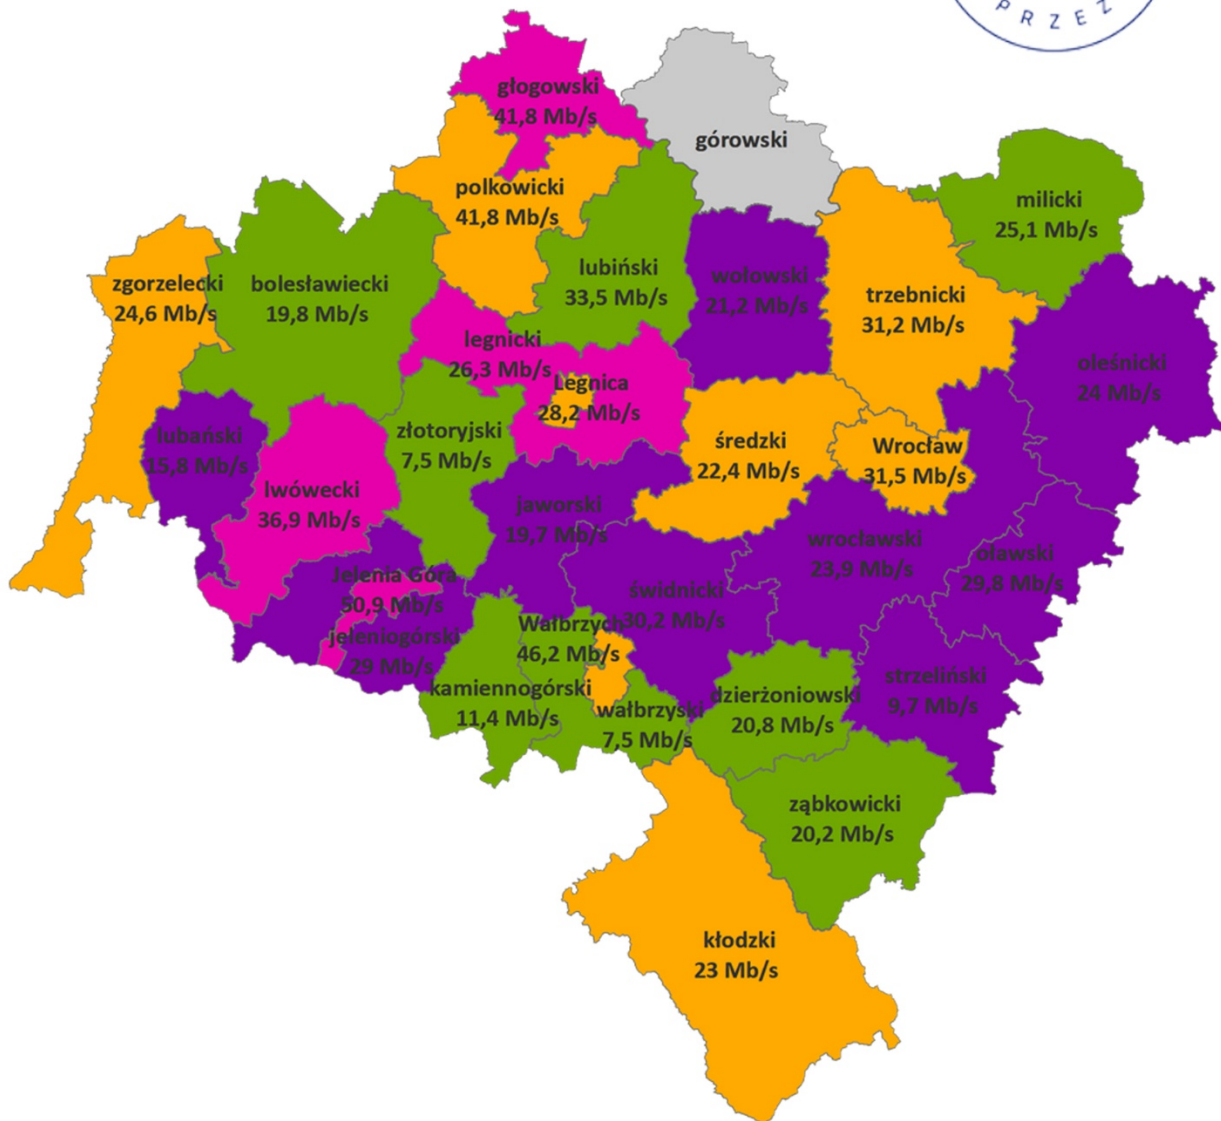 PRZEZ
głogowski
41,8 Mb/s
górowski
polkowicki
41,8 Mb/s
milicki
25,1 Mb/s
zgorzelecki
24,6 Mb/s
bolesławiecki
19,8 Mb/s
lubiński
33,5 Mb/s
wołowski
21,2 Mb/s
trzebnicki
31,2 Mb/s
legnicki
26,3 Mb/s
Legnica
28,2 Mb/s
oleśnicki
24 Mb/s
lubański
15,8 Mb/s
złotoryjski
7,5 Mb/s
średzki
22,4 Mb/s
Wrocław
31,5 Mb/s
lwówecki
36,9 Mb/s
jaworski
19,7 Mb/s
wrocławski
23,9 Mb/s
oławski
29,8 Mb/s
Jelenia Góra
50,9 Mb/s
świdnicki
30,2 Mb/s
jeleniogórski
29 Mb/s
Wałbrzych
46,2 Mb/s
kamiennogórski
11,4 Mb/s
wałbrzyski
7,5 Mb/s
dzierżoniowski
20,8 Mb/s
strzeliński
9,7 Mb/s
ząbkowicki
20,2 Mb/s
kłodzki
23 Mb/s